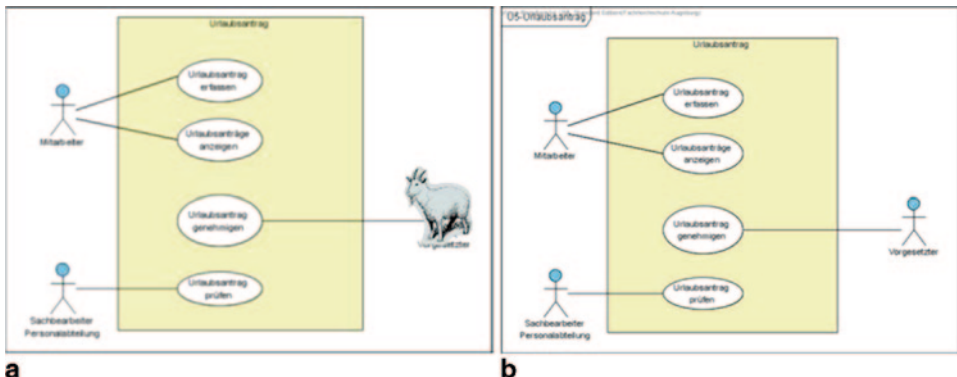 Urlaubsantrag
Urlaubsantrag
erfassen
Mitarbeiter
Urlaubsanträge
anzeigen
Urlaubsantrag
genehmigen
Vorgesetzter
Urlaubsantrag
prüfen
Sachbearbeiter
Personalabteilung
a
05-Urlaubsantrag
Urlaubsantrag
Urlaubsantrag
erfassen
Mitarbeiter
Urlaubsanträge
anzeigen
Urlaubsantrag
genehmigen
Vorgesetzter
Urlaubsantrag
prüfen
Sachbearbeiter
Personalabteilung
b